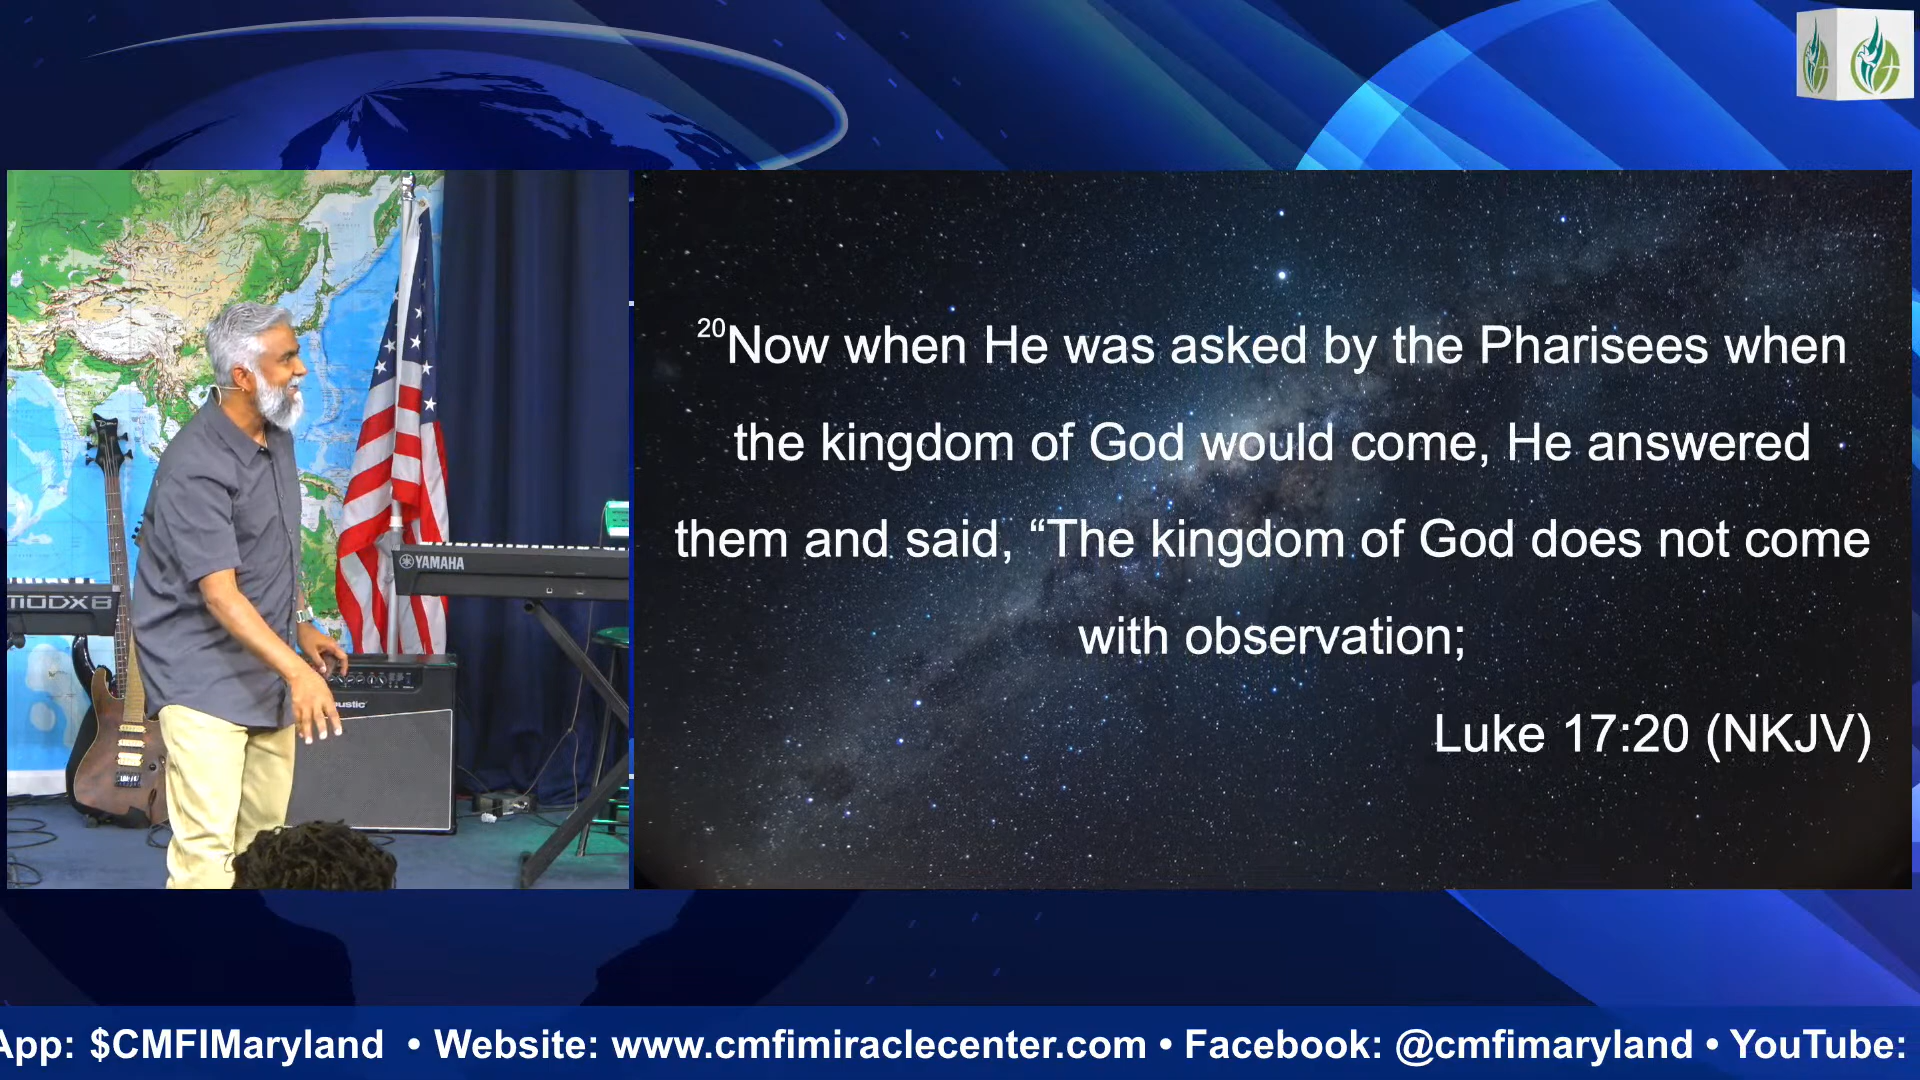 20Now when He was asked by the Pharisees when
the kingdom of God would come, He answered
them and said, “The kingdom of God does not come
with observation;
Luke 17:20 (NKJV)
YAMAHA
MODX8
App: $CMFIMaryland • Website: www.cmfimiraclecenter.com • Facebook: @cmfimaryland • YouTube: